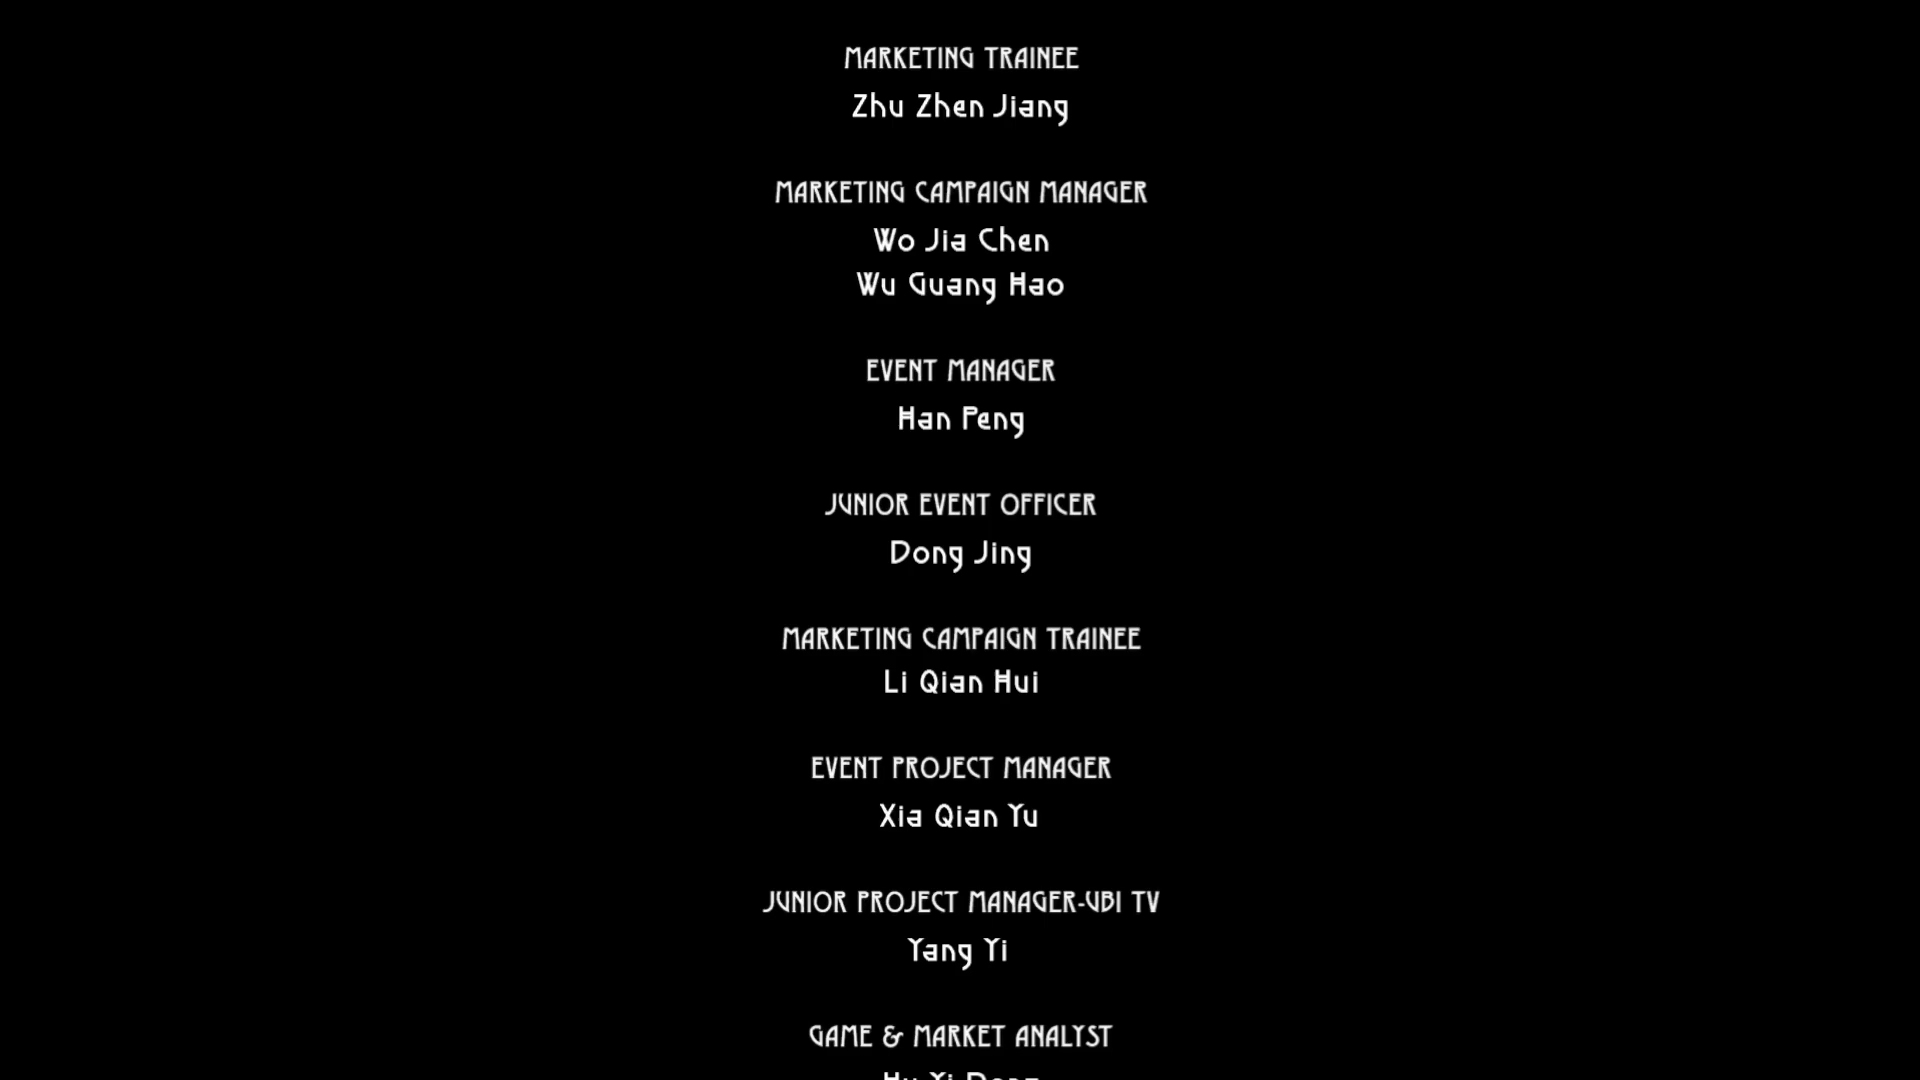 MARKETING TRAINEE
Zhu Zhen Jiang
MARKETING CAMPAIGN MANAGER
Wo Jia Chen
Wu Guang Hao
EVENT MANAGER
Han Peng
JUNIOR EVENT OFFICER
Dong Jing
MARKETING CAMPAIGN TRAINEE
Li Qian Hui
EVENT PROJECT MANAGER
Xia Qian Yu
JUNIOR PROJECT MANAGER-UBI TV
Yang Yi
GAME & MARKET ANALYST